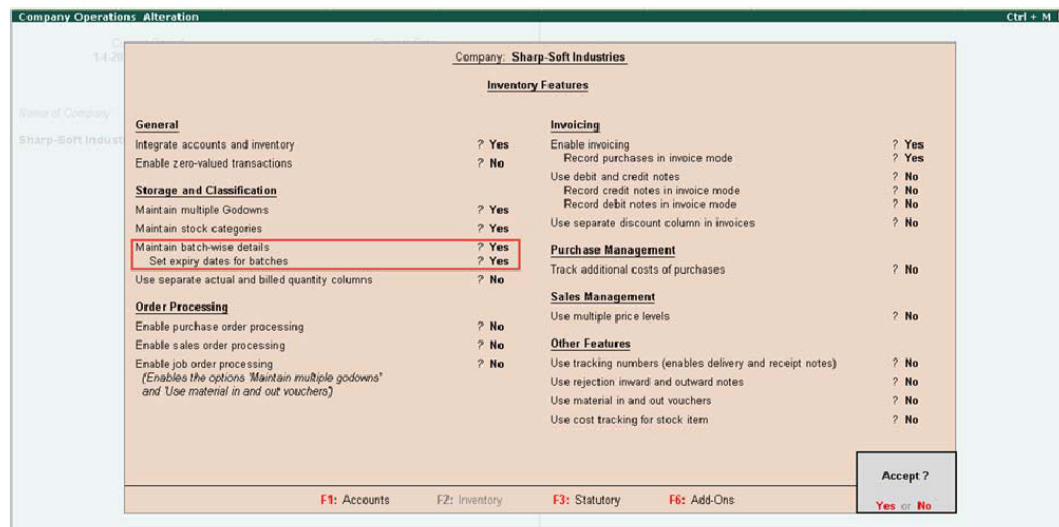 Company Operations Alteration Ctrl + M
Company: Sharp-Soft Industries
Inventory Features
Name of Company
Sharp-Soft Indust
General
Integrate accounts and inventory ? Yes
Enable zero-valued transactions ? No
Storage and Classification
Maintain multiple Godowns ? Yes
Maintain stock categories ? Yes
Maintain batch-wise details ? Yes
Set expiry dates for batches ? Yes
Use separate actual and billed quantity columns ? No
Order Processing
Enable purchase order processing ? No
Enable sales order processing ? No
Enable job order processing ? No
(Enables the options 'Maintain multiple godowns'
and 'Use material in and out vouchers')
Invoicing
Enable invoicing ? Yes
Record purchases in invoice mode ? Yes
Use debit and credit notes ? No
Record credit notes in invoice mode ? No
Record debit notes in invoice mode ? No
Use separate discount column in invoices ? No
Purchase Management
Track additional costs of purchases ? No
Sales Management
Use multiple price levels ? No
Other Features
Use tracking numbers (enables delivery and receipt notes) ? No
Use rejection inward and outward notes ? No
Use material in and out vouchers ? No
Use cost tracking for stock item ? No
F1: Accounts F2: Inventory F3: Statutory F6: Add-Ons
Accept ?
Yes or No